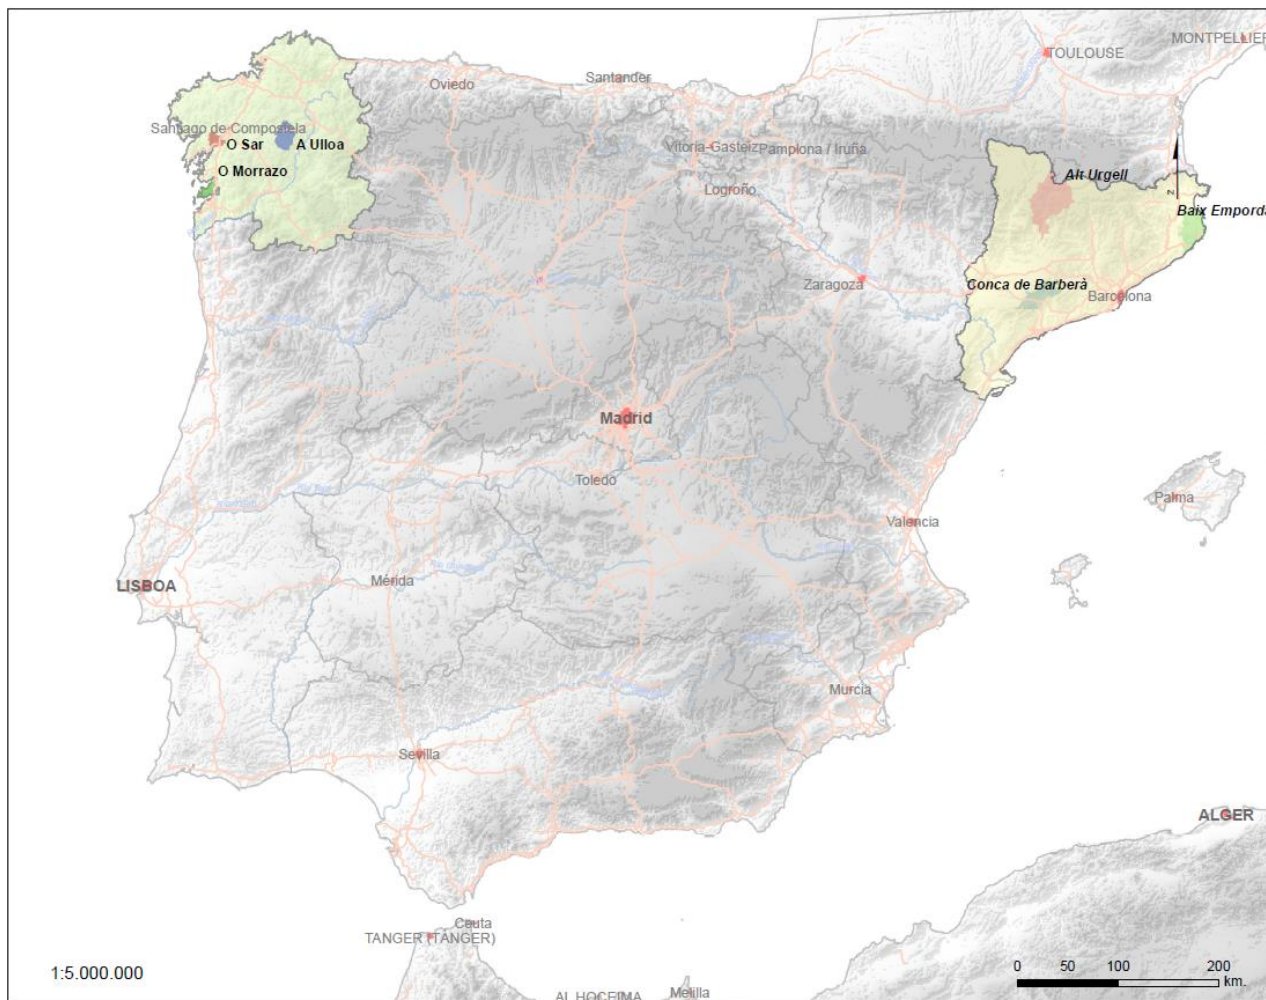 MONTPELLIER
TOULOUSE
Santander
Oviedo
Santiago de Compostela
O Sar
A Ulloa
Vitoria-Gasteiz
Pamplona / Iruña
O Morrazo
Alt Urgell
Logroño
N
Baix Empordà
Zaragoza
Conca de Barberà
Barcelona
Madrid
Toledo
Palma
Valencia
LISBOA
Mérida
Murcia
Sevilla
ALGER
Ceuta
TANGER (TANGER)
1:5.000.000
0 50 100 200
km.
AL HOCEIMA
Melilla